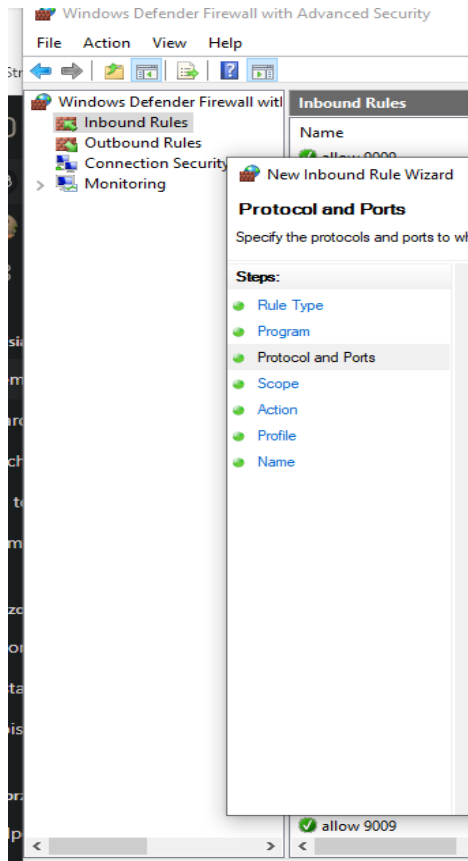 Windows Defender Firewall with Advanced Security
File Action View Help
Windows Defender Firewall witl
Inbound Rules
Outbound Rules
Connection Security
Monitoring
Inbound Rules
Name
allow 9009
New Inbound Rule Wizard
Protocol and Ports
Specify the protocols and ports to wh
Steps:
Rule Type
Program
Protocol and Ports
Scope
Action
Profile
Name
allow 9009